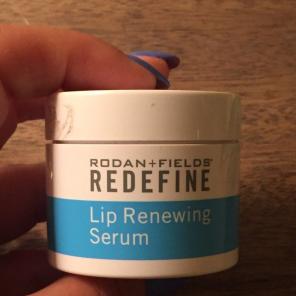 RODAN+FIELDS®
REDEFINE
Lip Renewing
Serum